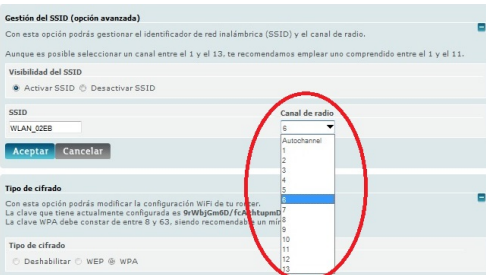 Gestión del SSID (opción avanzada)
Con esta opción podrás gestionar el identificador de red inalámbrica (SSID) y el canal de radio.
Aunque es posible seleccionar un canal entre el 1 y el 13, te recomendamos emplear uno comprendido entre el 1 y el 11.
Visibilidad del SSID
Activar SSID Desactivar SSID
SSID Canal de radio
WLAN_02EB 6
Aceptar Cancelar
Autochannel
1
2
3
4
5
6
7
8
9
10
11
12
13
Tipo de cifrado
Con esta opción podrás modificar la configuración WiFi de tu router.
La clave que tiene actualmente configurada es
La clave WPA debe constar de entre 8 y 63, siendo recomendable un
Tipo de cifrado
Deshabilitar WEP WPA